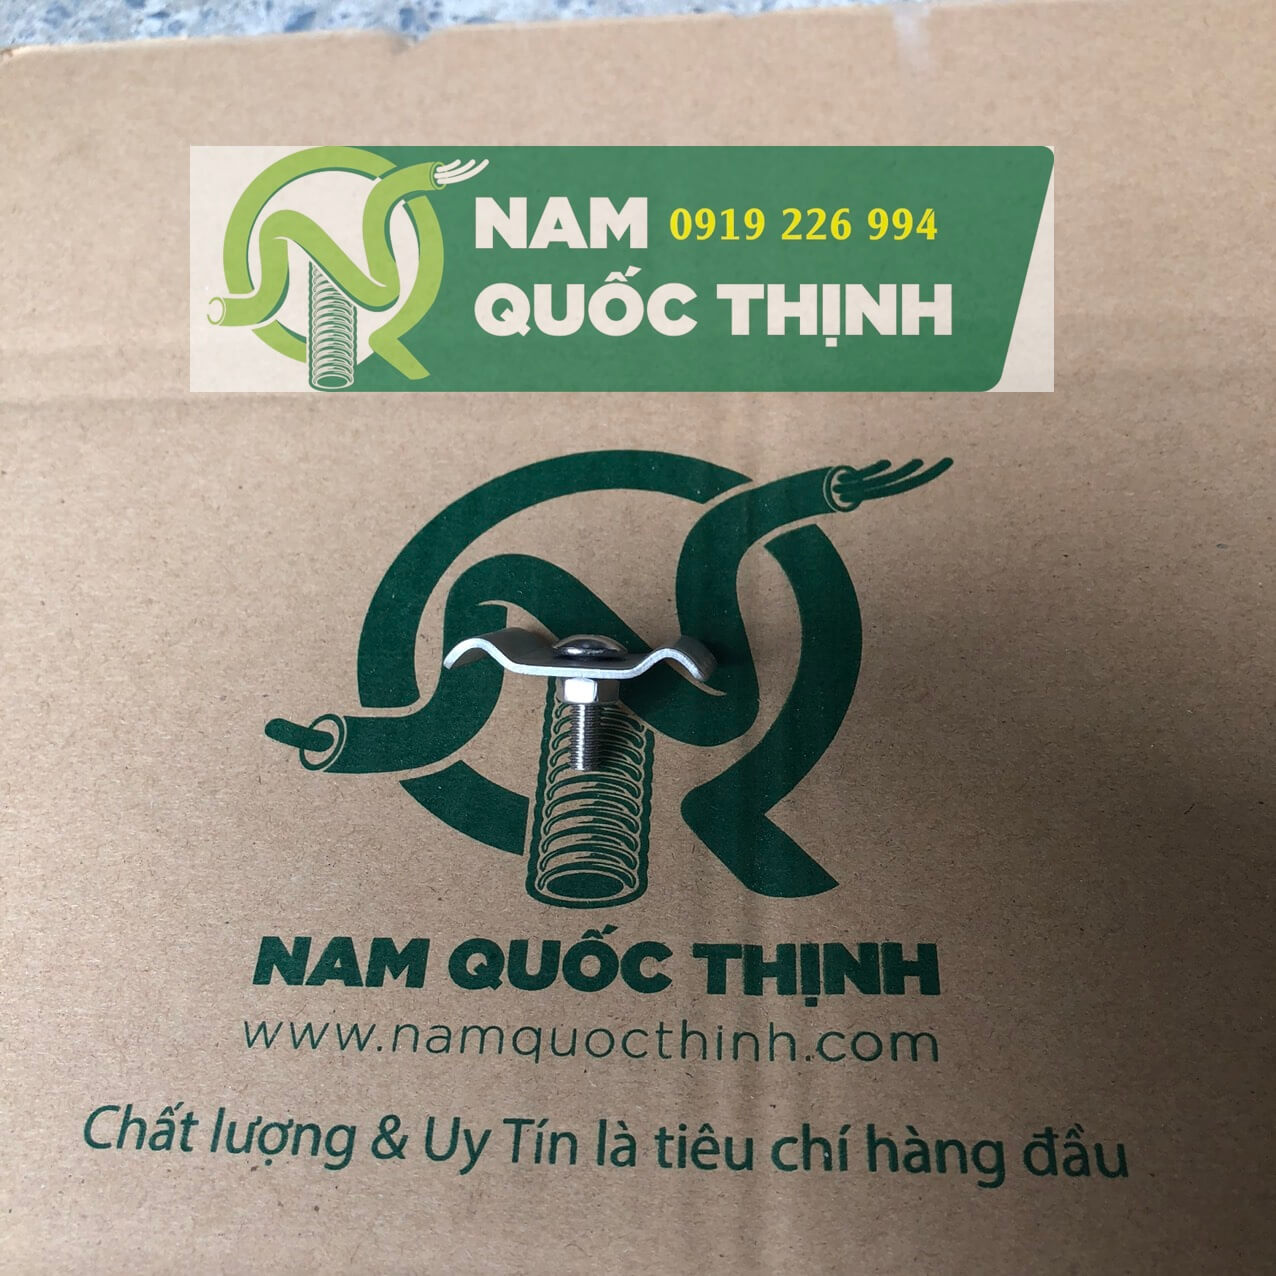 NAM 0919 226 994
QUỐC THỊNH
NAM QUỐC THỊNH
www.namquocthinh.com
Chất lượng & Uy Tín là tiêu chí hàng đầu